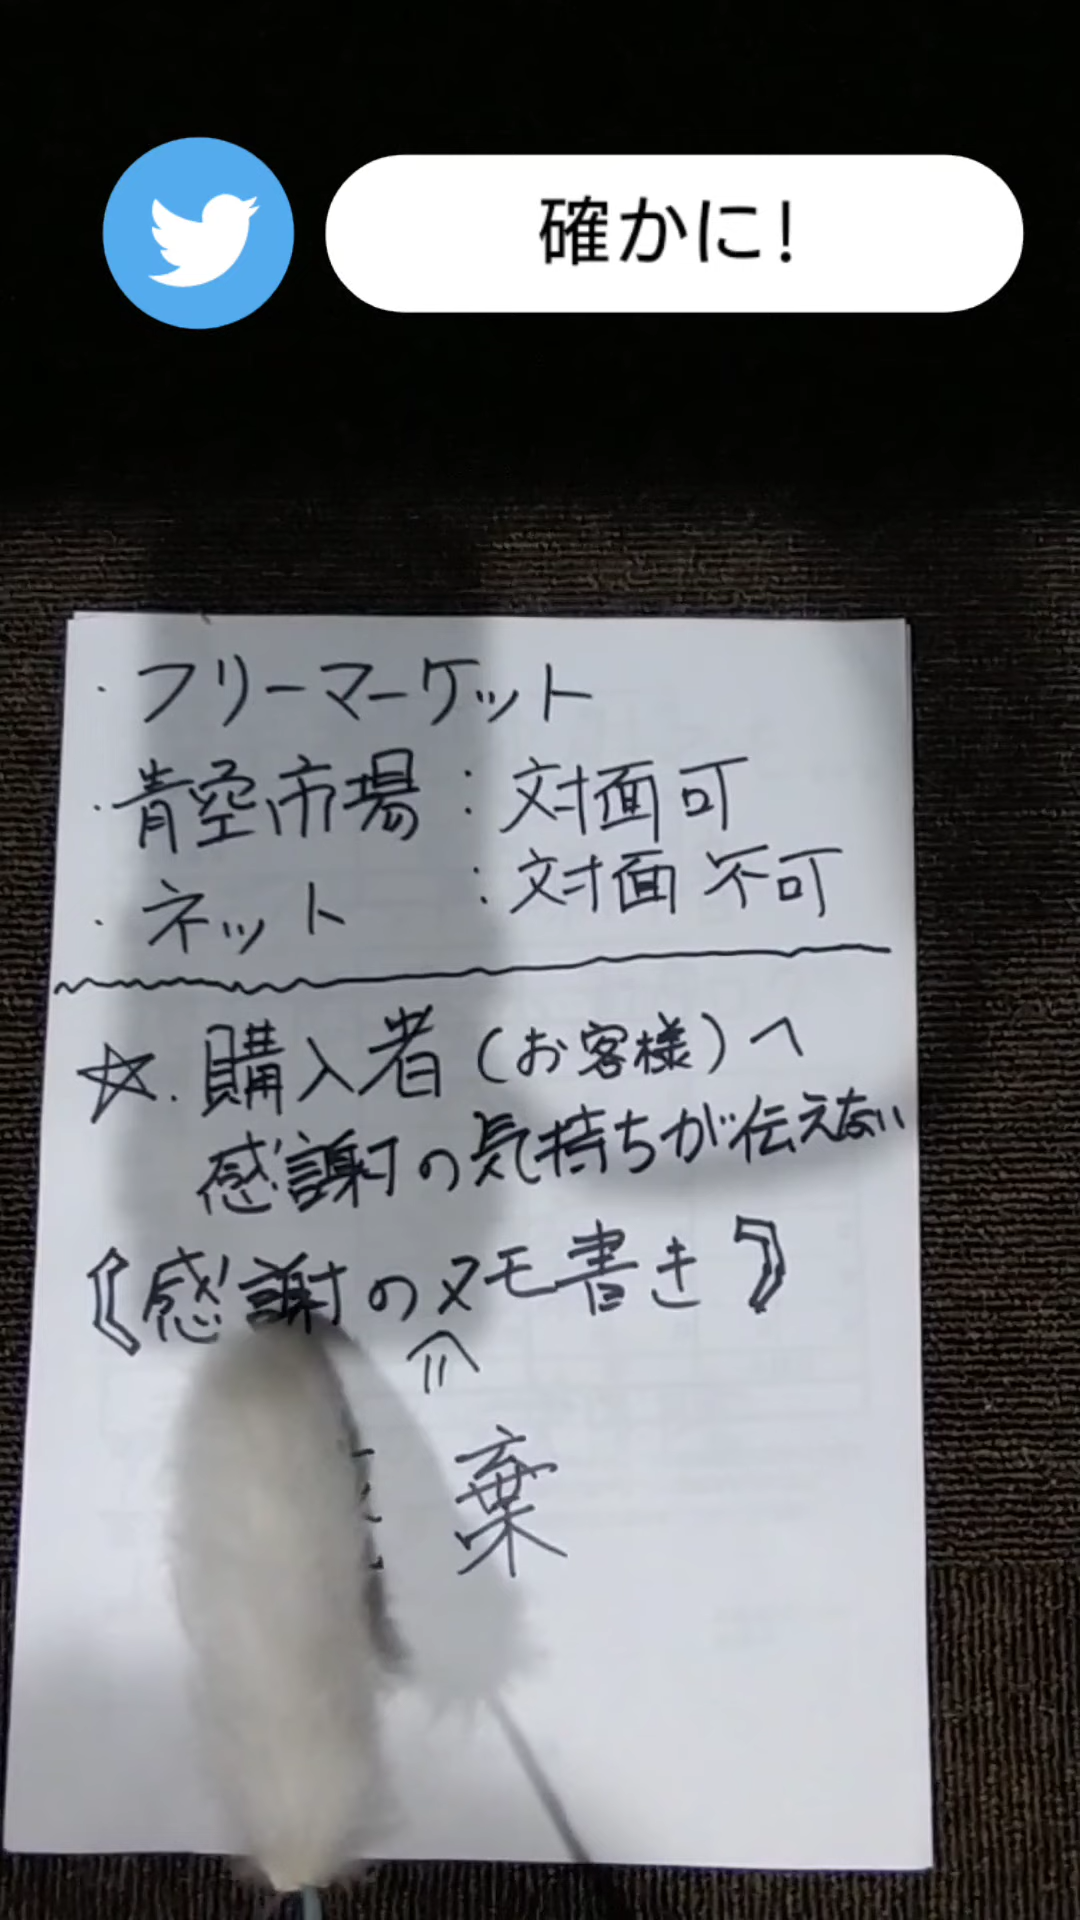 確かに!
・フリーマーケット
・青空市場:対面可
・ネット:対面不可
☆.購入者(お客様)へ
感謝の気持ちが伝えない
《感謝のメモ書き》
棄